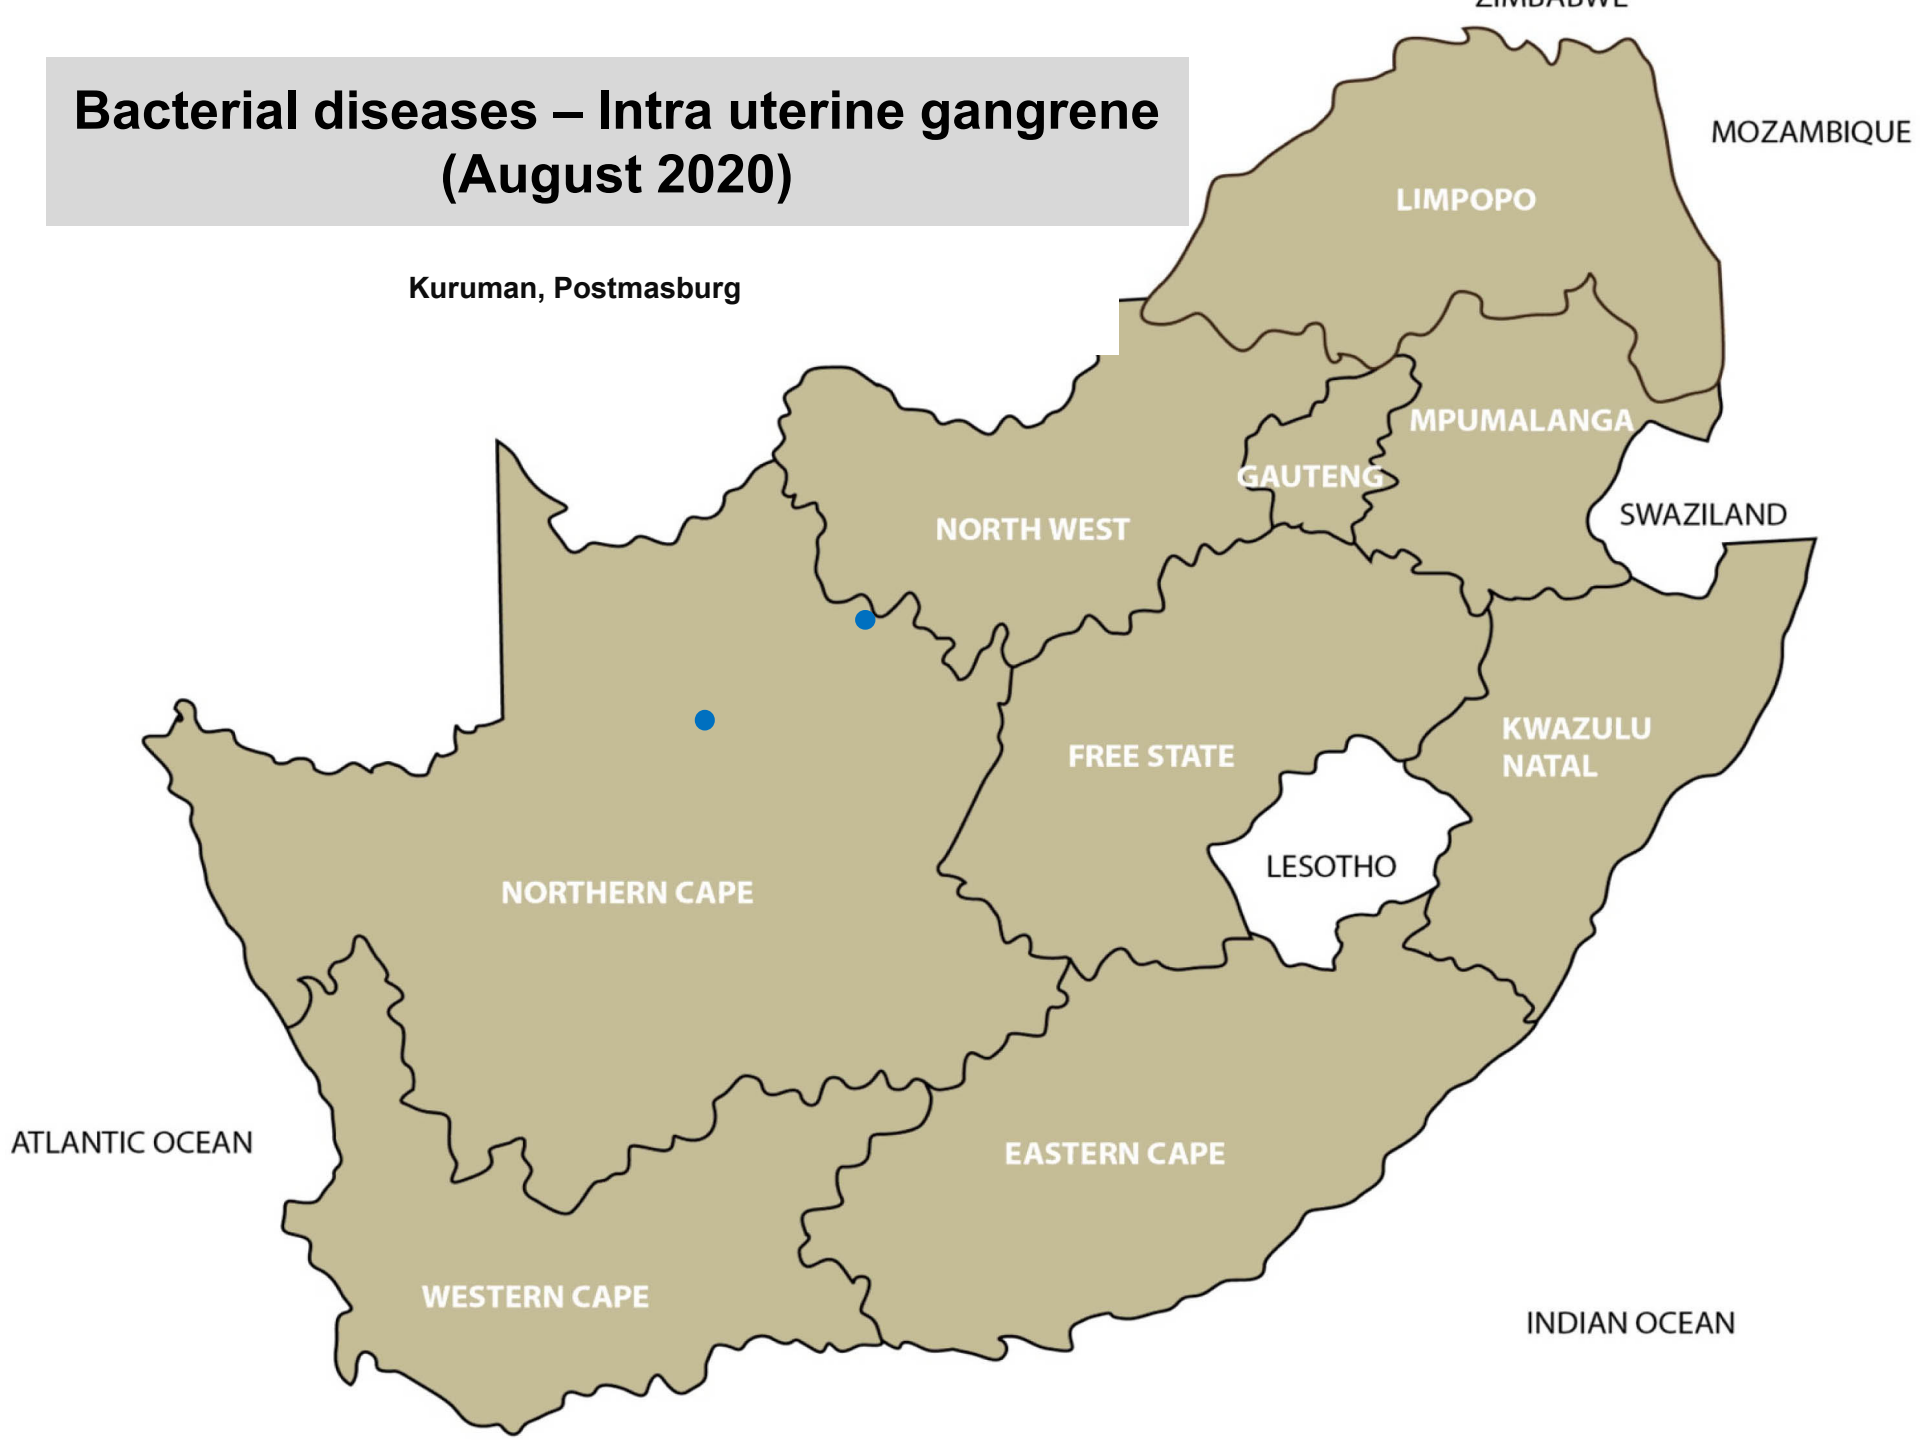 ZIMBABWE
Bacterial diseases – Intra uterine gangrene
(August 2020)
MOZAMBIQUE
LIMPOPO
Kuruman, Postmasburg
MPUMALANGA
GAUTENG
SWAZILAND
NORTH WEST
KWAZULU
NATAL
FREE STATE
LESOTHO
NORTHERN CAPE
ATLANTIC OCEAN
EASTERN CAPE
WESTERN CAPE
INDIAN OCEAN